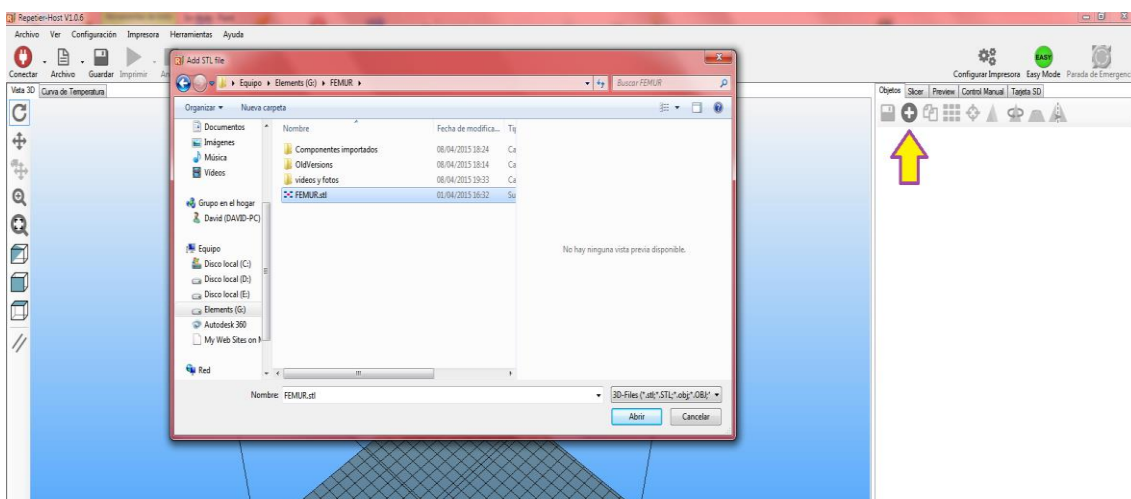 Repetier-Host V1.0.6
Archivo Ver Configuración Impresora Herramientas Ayuda
Conectar Archivo Guardar Imprimir
Configurar Impresora Easy Mode Parada de Emergenc
EASY
Vista 3D Curva de Temperatura
Objetos Slicer Preview Control Manual Tarjeta SD
Add STL file
Equipo Elements (G:) FEMUR
Buscar FEMUR
Organizar Nueva carpeta
Documentos
Imágenes
Música
Vídeos
Grupo en el hogar
David (DAVID-PC)
Equipo
Disco local (C:)
Disco local (D:)
Disco local (E:)
Elements (G:)
Autodesk 360
My Web Sites on M
Red
Nombre Fecha de modifica... Tip
Componentes importados 08/04/2015 18:24 Ca
OldVersions 08/04/2015 18:14 Ca
videos y fotos 08/04/2015 19:33 Ca
FEMUR.stl 01/04/2015 16:32 Su
No hay ninguna vista previa disponible.
Nombre: FEMUR.stl
3D-Files (*.stl;*.STL;*.obj;*.OBJ;*
Abrir Cancelar